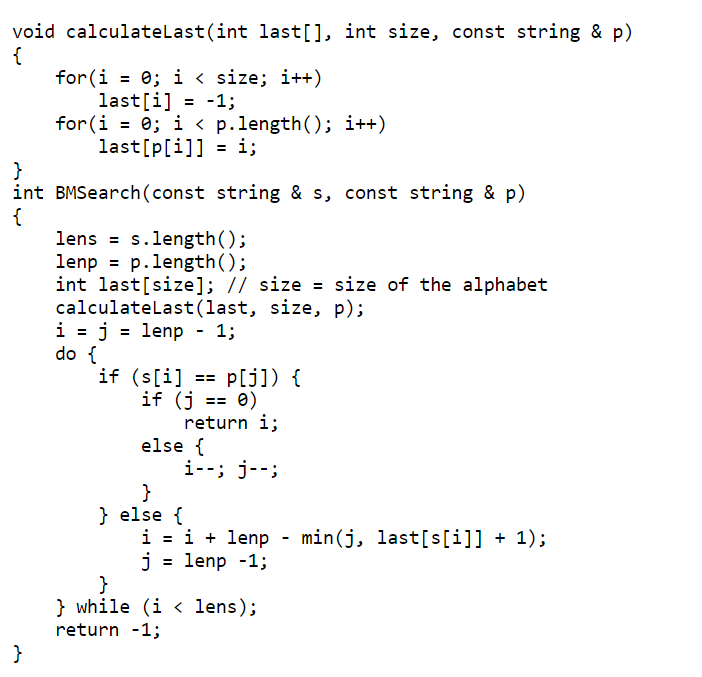 void calculateLast(int last[], int size, const string & p)
{
    for(i = 0; i < size; i++)
        last[i] = -1;
    for(i = 0; i < p.length(); i++)
        last[p[i]] = i;
}
int BMSearch(const string & s, const string & p)
{
    lens = s.length();
    lenp = p.length();
    int last[size]; // size = size of the alphabet
    calculateLast(last, size, p);
    i = j = lenp - 1;
    do {
        if (s[i] == p[j]) {
            if (j == 0)
                return i;
            else {
                i--; j--;
            }
        } else {
            i = i + lenp - min(j, last[s[i]] + 1);
            j = lenp -1;
        }
    } while (i < lens);
    return -1;
}